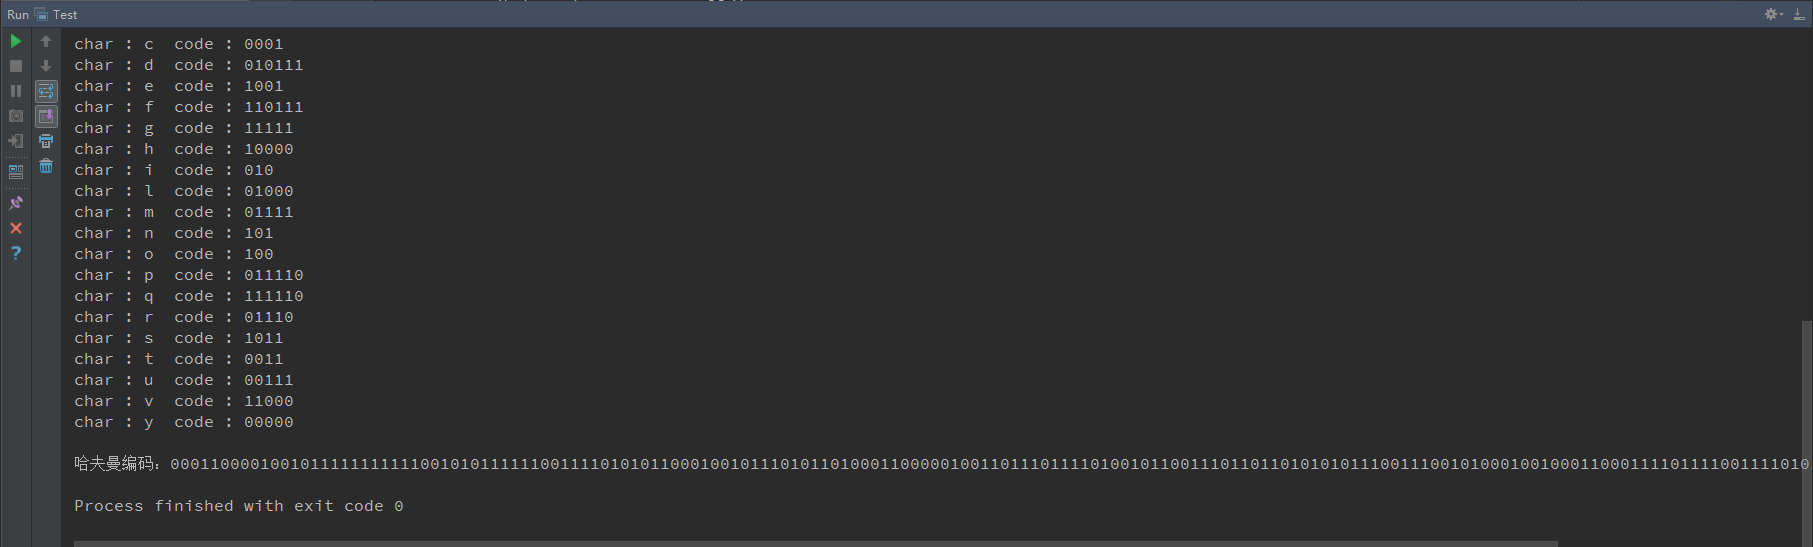 Run Test
char : c  code : 0001
char : d  code : 010111
char : e  code : 1001
char : f  code : 110111
char : g  code : 11111
char : h  code : 10000
char : i  code : 010
char : l  code : 01000
char : m  code : 01111
char : n  code : 101
char : o  code : 100
char : p  code : 011110
char : q  code : 111110
char : r  code : 01110
char : s  code : 1011
char : t  code : 0011
char : u  code : 00111
char : v  code : 11000
char : y  code : 00000
哈夫曼编码:
Process finished with exit code 0